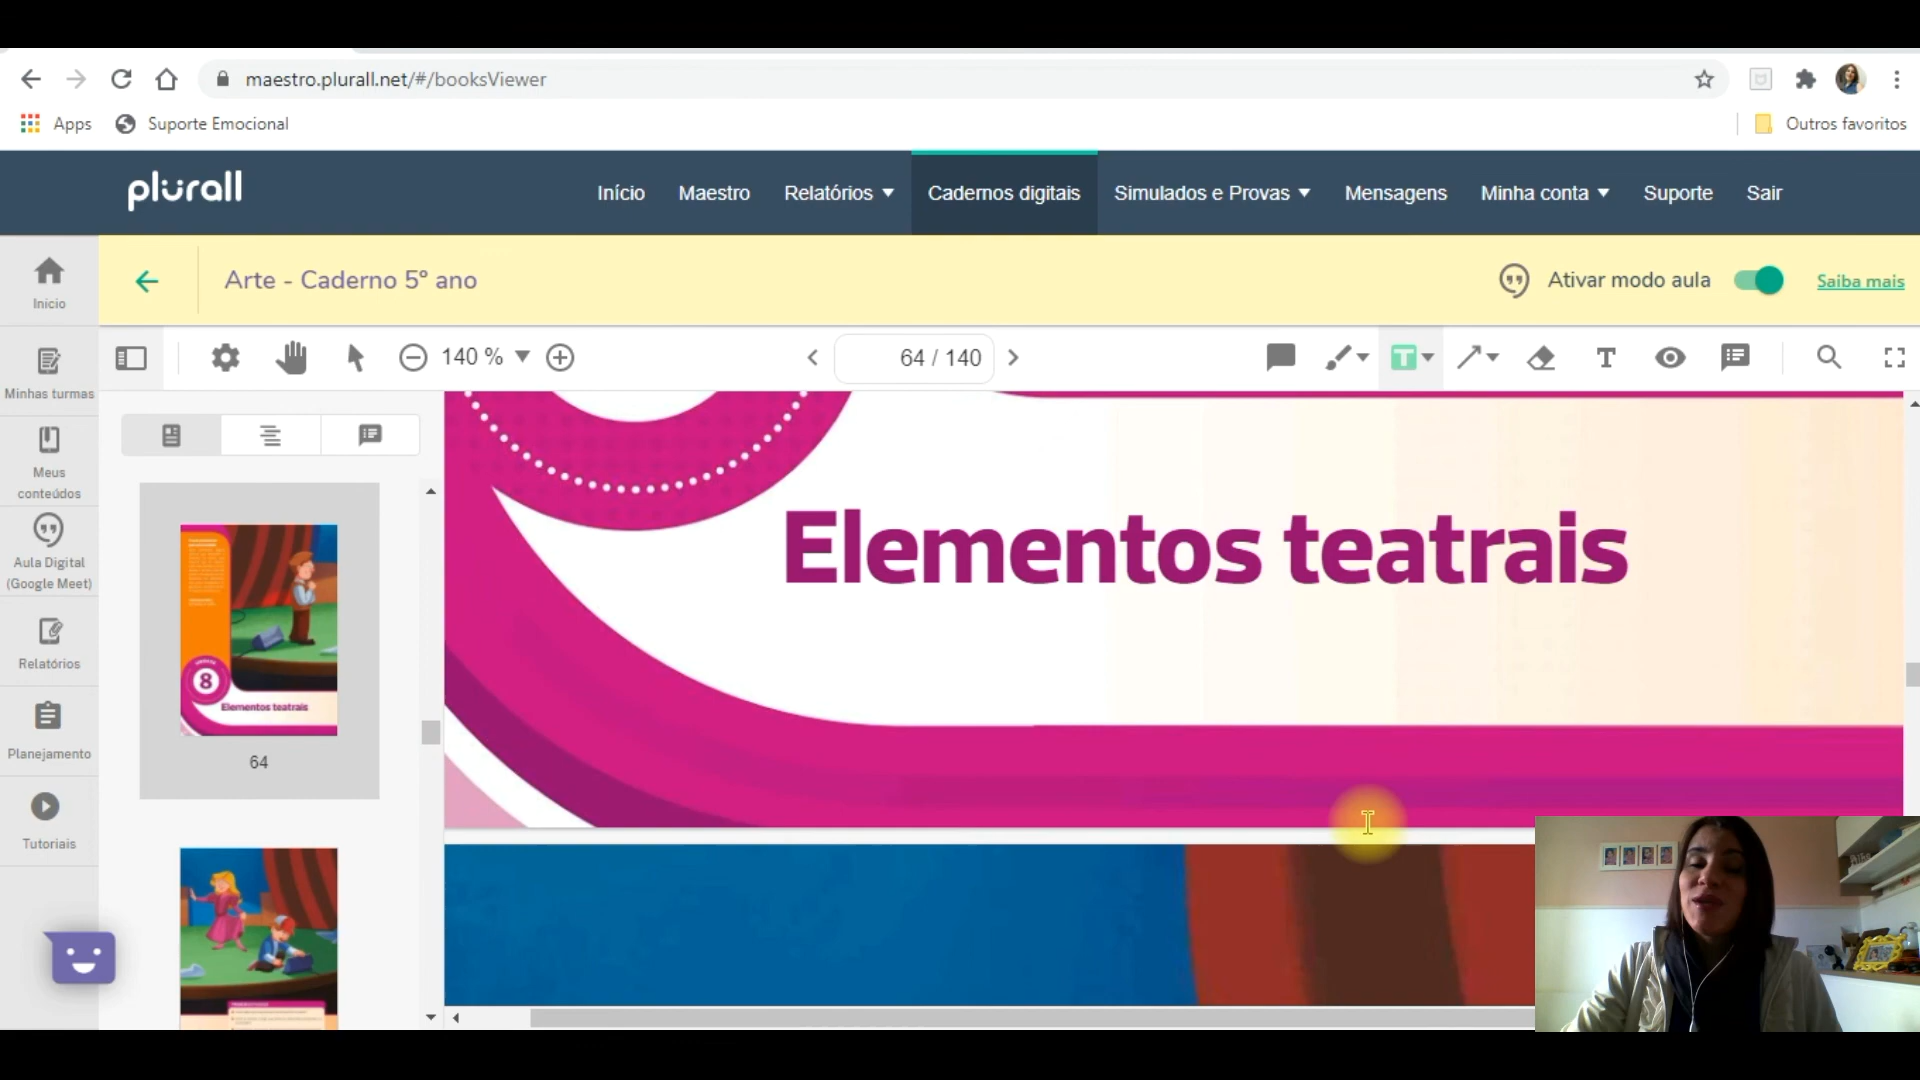 maestro.plurall.net/#/booksViewer
Apps
Suporte Emocional
Outros favoritos
plurall
Início
Maestro
Relatórios
Cadernos digitais
Simulados e Provas
Mensagens
Minha conta
Suporte
Sair
Inicio
Arte - Caderno 5º ano
Ativar modo aula
Saiba mais
Minhas turmas
140 %
64 / 140
Meus
conteúdos
Aula Digital
(Google Meet)
Relatórios
Planejamento
Tutoriais
8
Elementos teatrais
64
Elementos teatrais